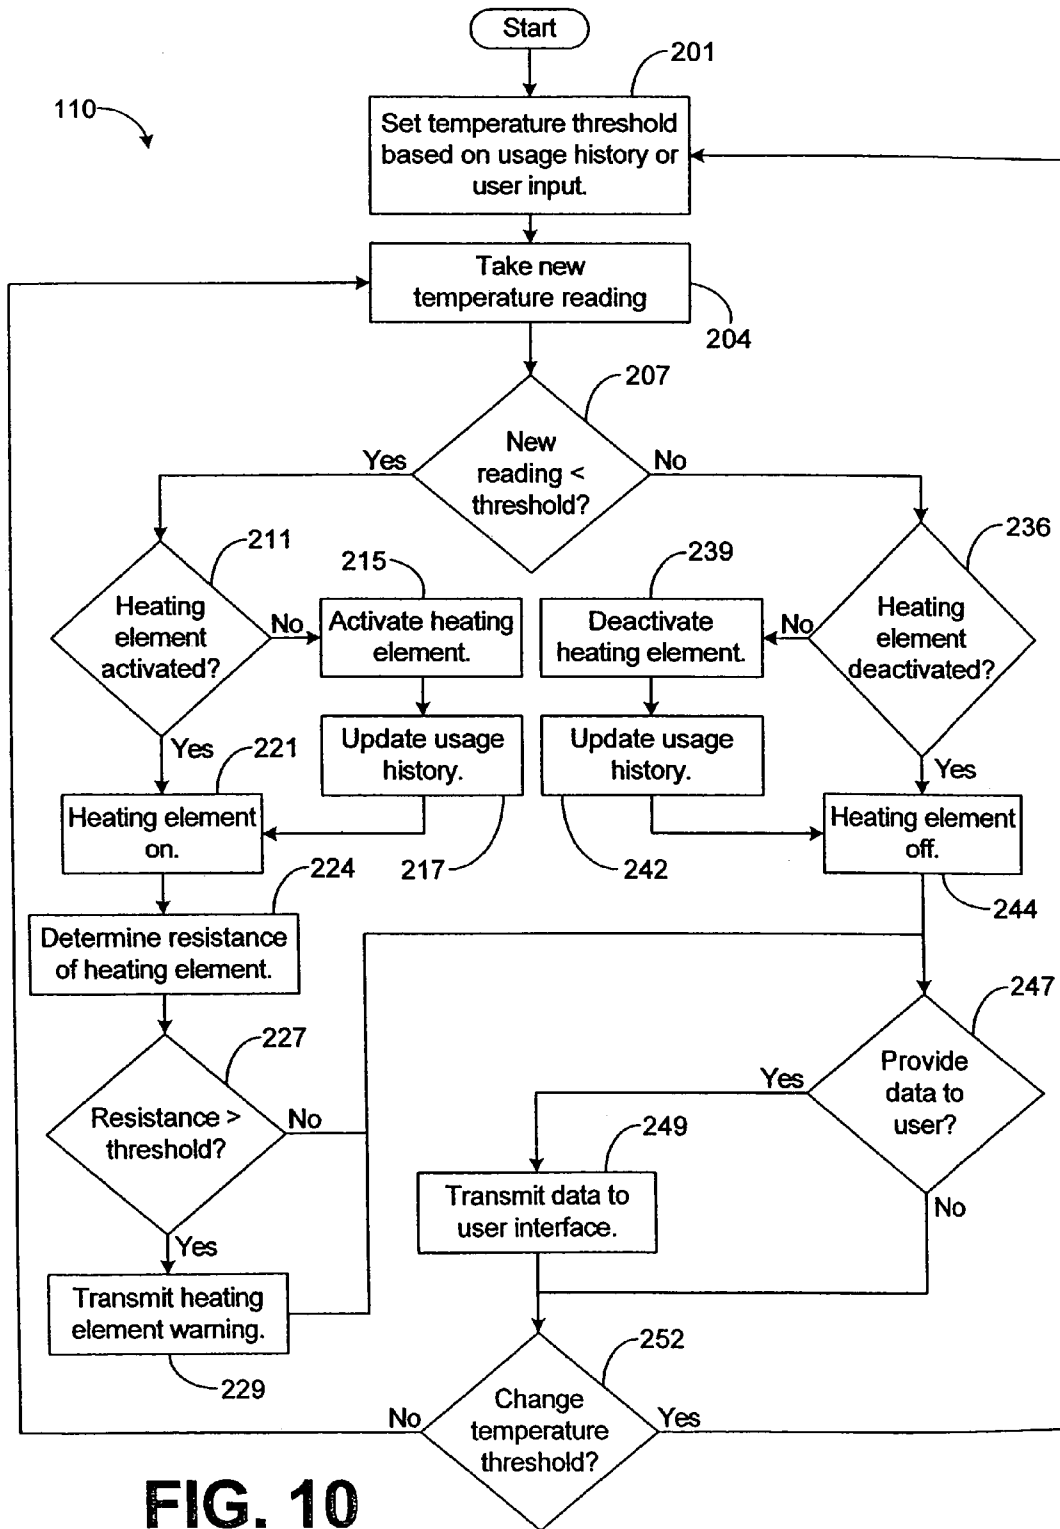 Start
201
110
Set temperature threshold
based on usage history or
user input.
Take new
temperature reading
204
207
New
reading <
threshold?
Yes
No
211
215
239
236
Heating
element
activated?
No
Activate heating
element.
Deactivate
heating element.
No
Heating
element
deactivated?
Yes
221
Update usage
history.
Update usage
history.
Yes
Heating element
on.
217
242
Heating element
off.
244
224
Determine resistance
of heating element.
227
247
Resistance >
threshold?
No
Provide
data to
user?
Yes
249
Transmit data to
user interface.
No
Yes
Transmit heating
element warning.
229
252
Change
temperature
threshold?
No
Yes
FIG. 10